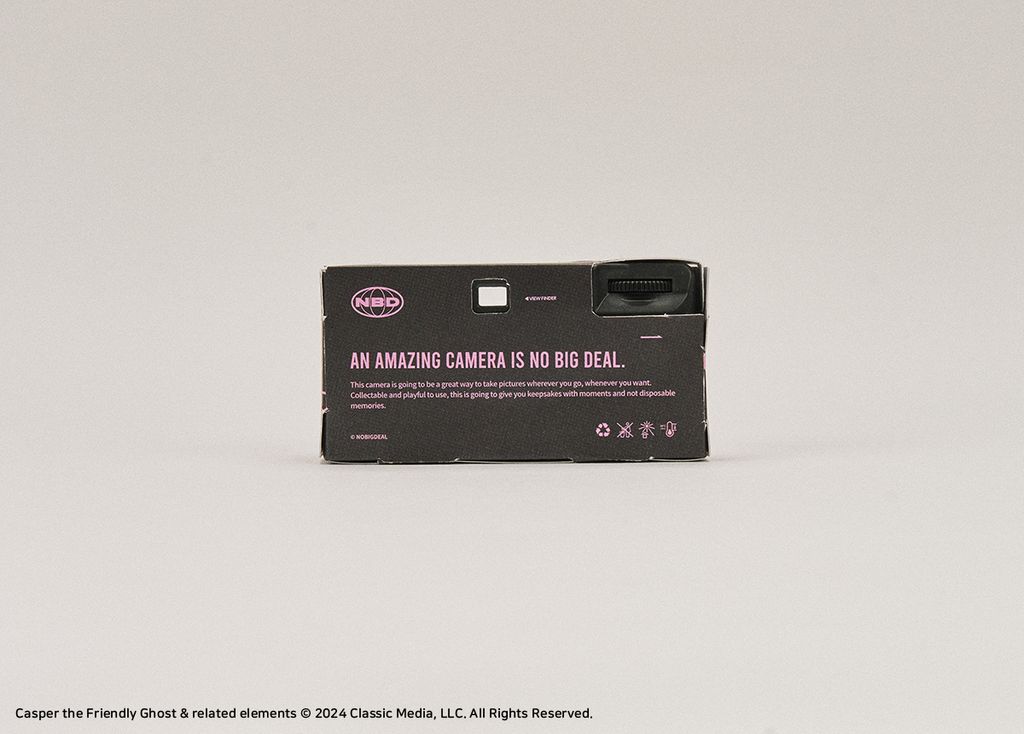 NBD
◀VIEW FINDER
AN AMAZING CAMERA IS NO BIG DEAL.
This camera is going to be a great way to take pictures wherever you go, whenever you want.
Collectable and playful to use, this is going to give you keepsakes with moments and not disposable
memories.
© NOBIGDEAL
Casper the Friendly Ghost & related elements © 2024 Classic Media, LLC. All Rights Reserved.